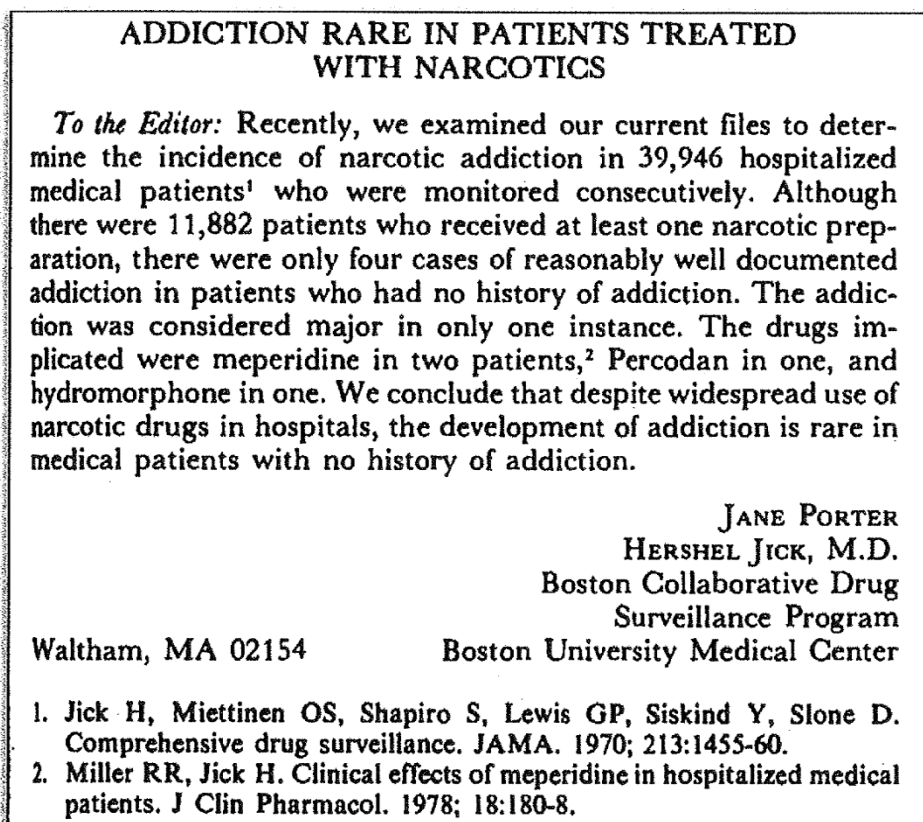 ADDICTION RARE IN PATIENTS TREATED
WITH NARCOTICS
To the Editor: Recently, we examined our current files to deter-
mine the incidence of narcotic addiction in 39,946 hospitalized
medical patients¹ who were monitored consecutively. Although
there were 11,882 patients who received at least one narcotic prep-
aration, there were only four cases of reasonably well documented
addiction in patients who had no history of addiction. The addic-
tion was considered major in only one instance. The drugs im-
plicated were meperidine in two patients,² Percodan in one, and
hydromorphone in one. We conclude that despite widespread use of
narcotic drugs in hospitals, the development of addiction is rare in
medical patients with no history of addiction.
JANE PORTER
HERSHEL JICK, M.D.
Boston Collaborative Drug
Surveillance Program
Waltham, MA 02154 Boston University Medical Center
1. Jick H, Miettinen OS, Shapiro S, Lewis GP, Siskind Y, Slone D.
Comprehensive drug surveillance. JAMA. 1970; 213:1455-60.
2. Miller RR, Jick H. Clinical effects of meperidine in hospitalized medical
patients. J Clin Pharmacol. 1978; 18:180-8.